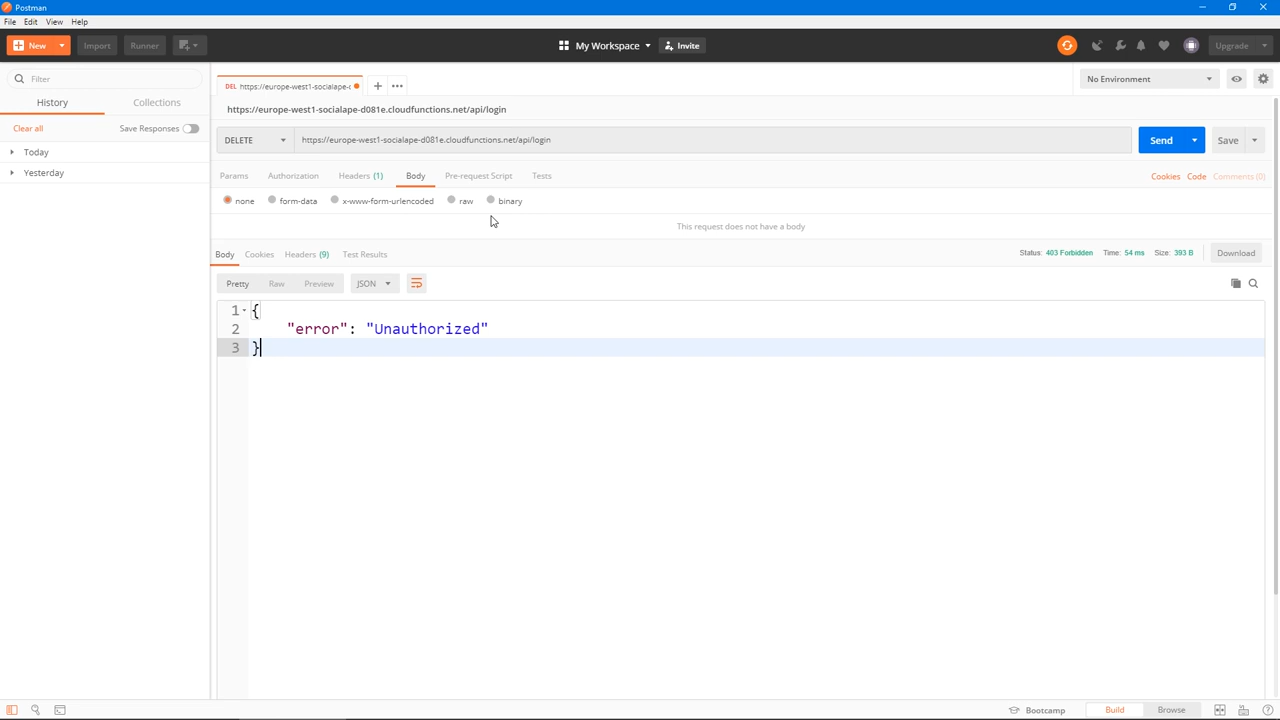 Postman
File Edit View Help
New Import Runner My Workspace Invite Upgrade
Filter
History Collections
Clear all Save Responses
Today
Yesterday
DEL https://europe-west1-socialape-c
No Environment
https://europe-west1-socialape-d081e.cloudfunctions.net/api/login
DELETE https://europe-west1-socialape-d081e.cloudfunctions.net/api/login Send Save
Params Authorization Headers (1) Body Pre-request Script Tests Cookies Code Comments (0)
none form-data x-www-form-urlencoded raw binary
This request does not have a body
Body Cookies Headers (9) Test Results Status: 403 Forbidden Time: 54 ms Size: 393 B Download
Pretty Raw Preview JSON
1 {
2 "error": "Unauthorized"
3 }
Bootcamp Build Browse